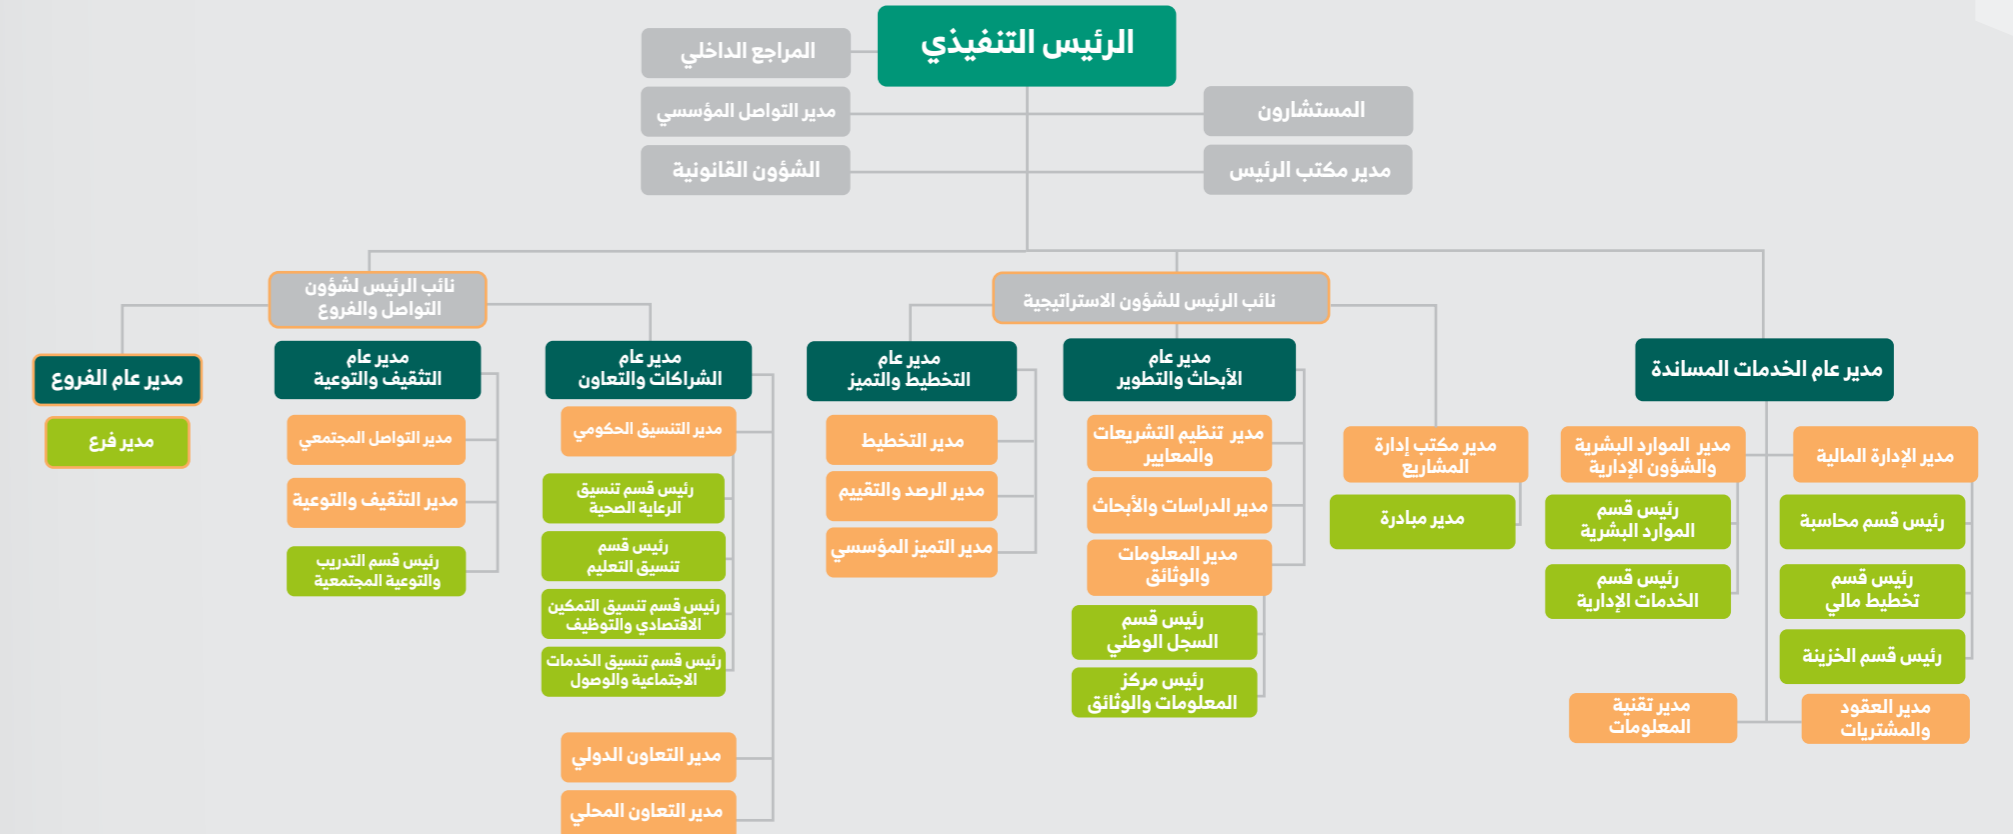 الرئيس التنفيذي
المراجع الداخلي
المستشارون
مدير التواصل المؤسسي
مدير مكتب الرئيس
الشؤون القانونية
مدير عام الخدمات المساندة
مدير الإدارة المالية
رئيس قسم محاسبة
رئيس قسم
تخطيط مالي
رئيس قسم الخزينة
مدير الموارد البشرية
والشؤون الإدارية
رئيس قسم
الموارد البشرية
رئيس قسم
الخدمات الإدارية
مدير العقود
والمشتريات
مدير تقنية
المعلومات
نائب الرئيس للشؤون الاستراتيجية
مدير مكتب إدارة
المشاريع
مدير مبادرة
مدير عام
الأبحاث والتطوير
مدير تنظيم التشريعات
والمعايير
مدير الدراسات والأبحاث
مدير المعلومات
والوثائق
رئيس قسم
السجل الوطني
رئيس مركز
المعلومات والوثائق
مدير عام
التخطيط والتميز
مدير التخطيط
مدير الرصد والتقييم
مدير التميز المؤسسي
نائب الرئيس لشؤون
التواصل والفروع
مدير عام
الشراكات والتعاون
مدير التنسيق الحكومي
رئيس قسم تنسيق
الرعاية الصحية
رئيس قسم
تنسيق التعليم
رئيس قسم تنسيق التمكين
الاقتصادي والتوظيف
رئيس قسم تنسيق الخدمات
الاجتماعية والوصول
مدير التعاون الدولي
مدير التعاون المحلي
مدير عام
التثقيف والتوعية
مدير التواصل المجتمعي
مدير التثقيف والتوعية
رئيس قسم التدريب
والتوعية المجتمعية
مدير عام الفروع
مدير فرع